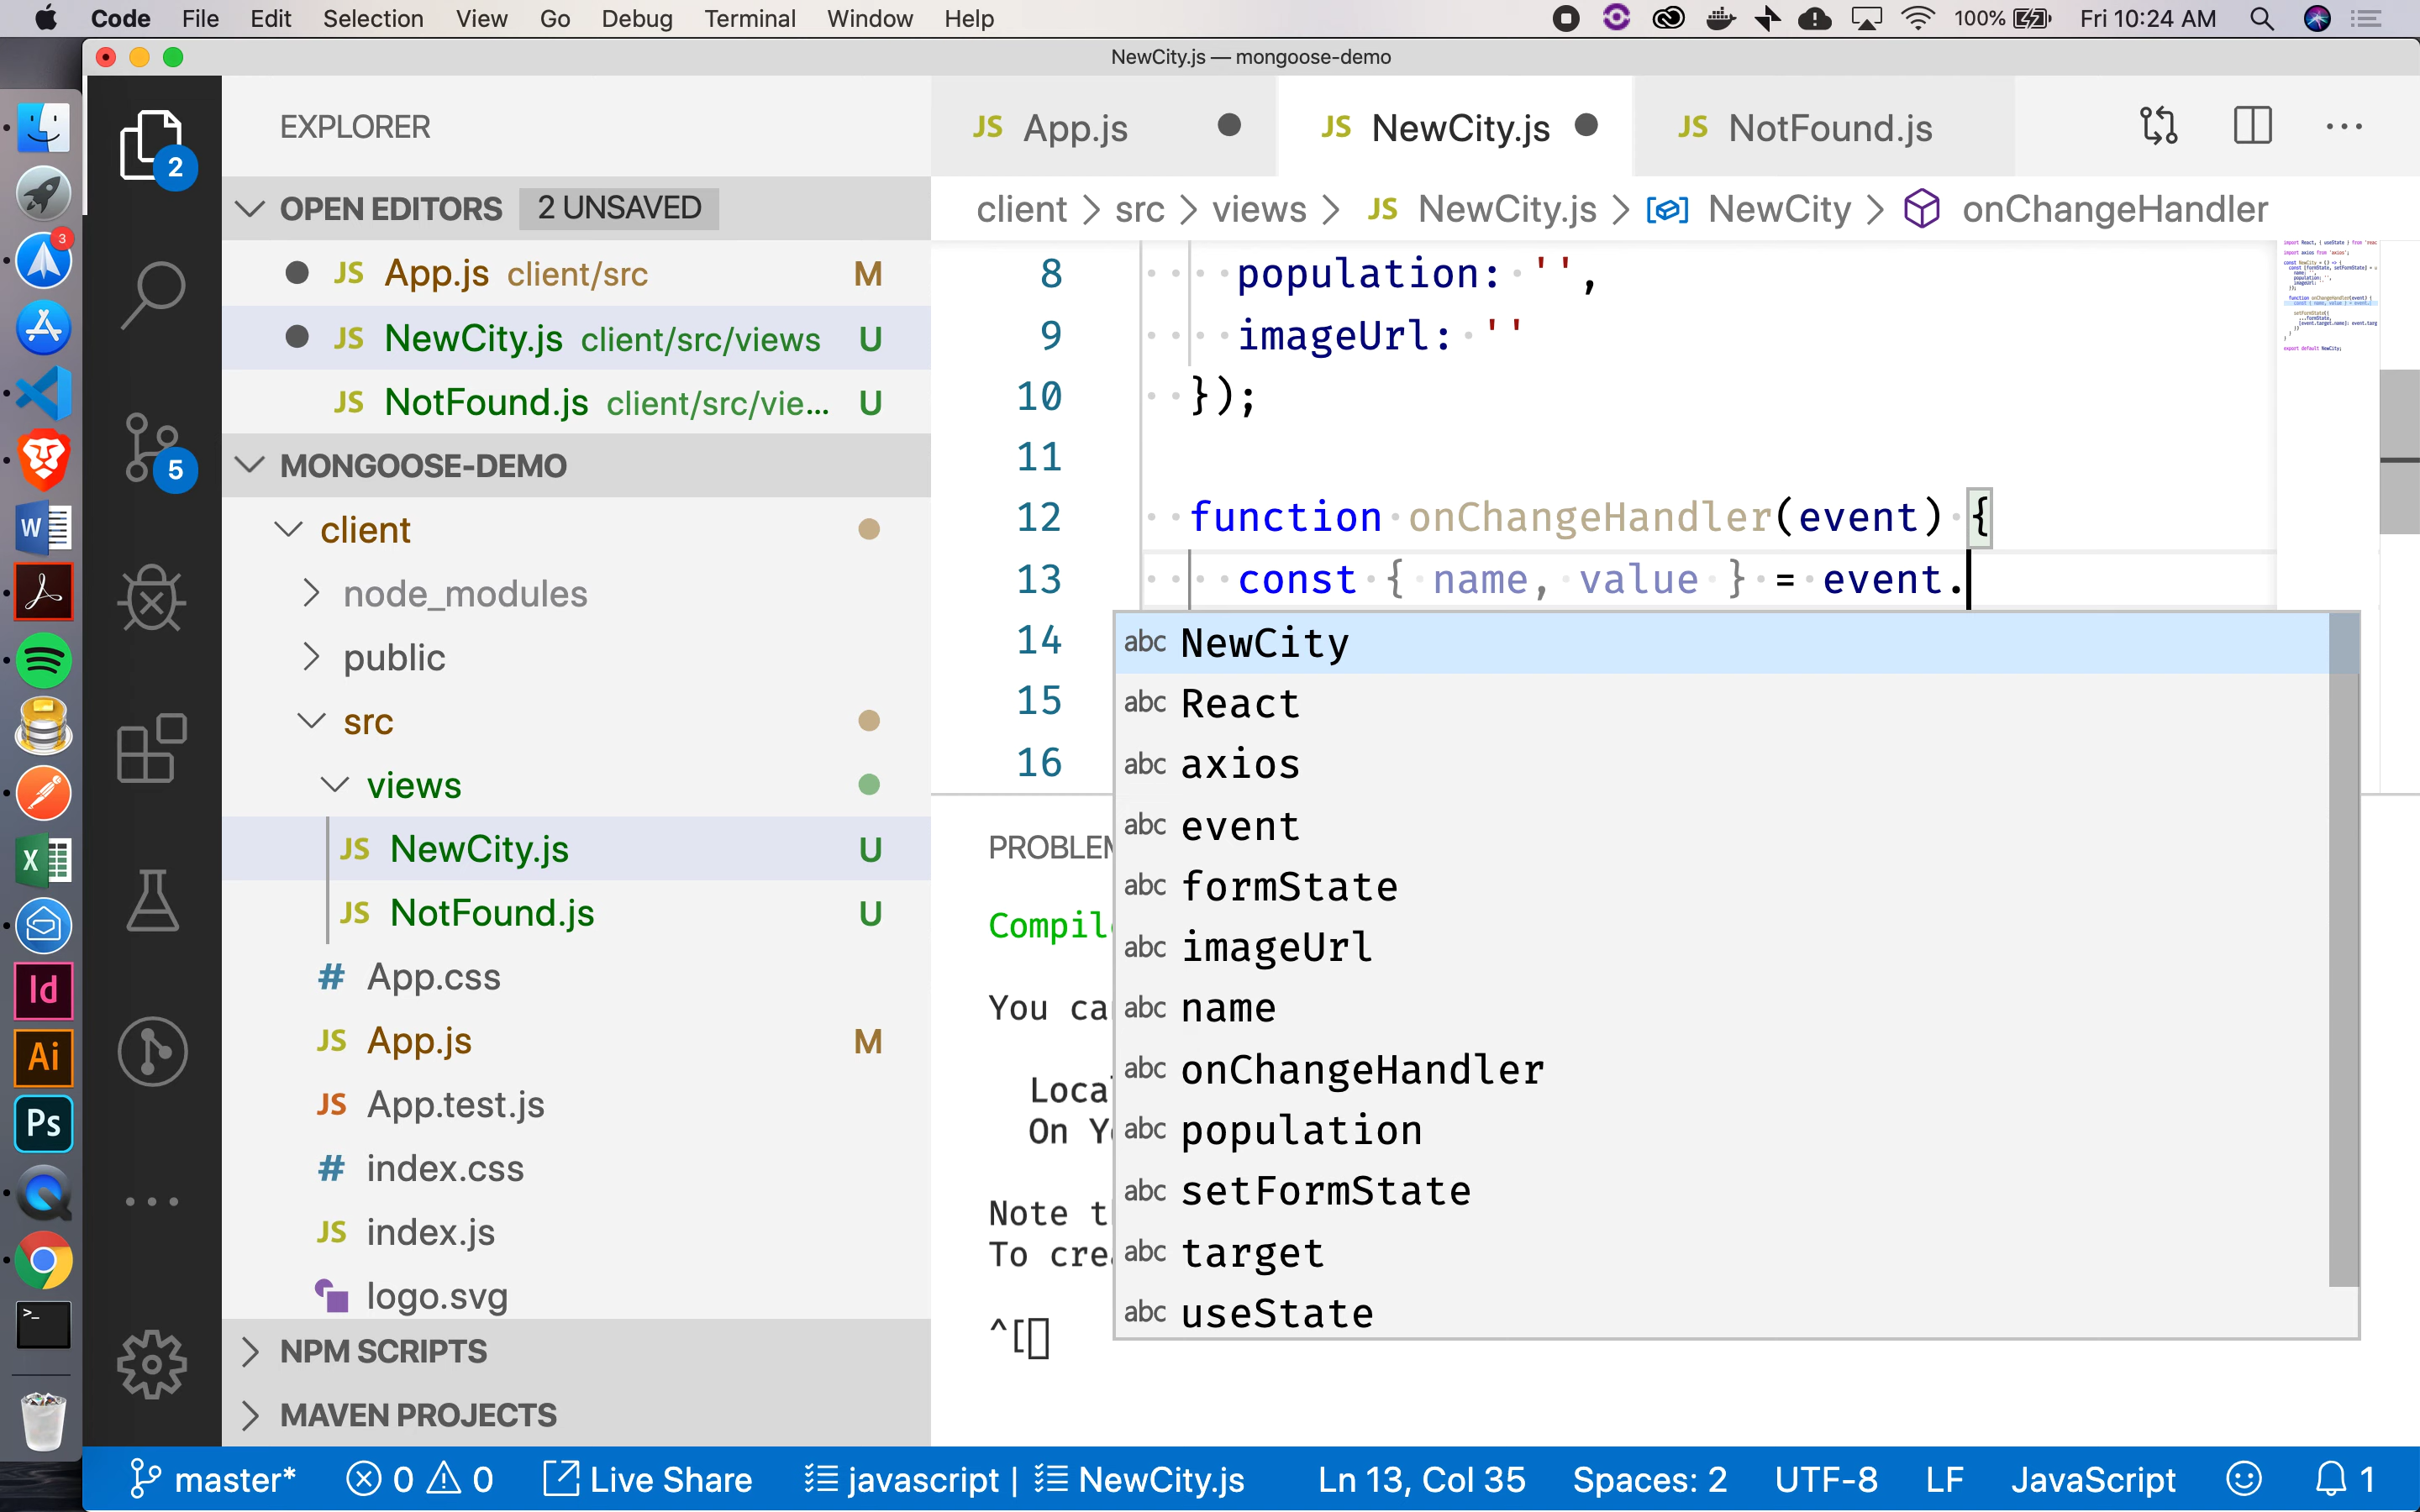 Code File Edit Selection View Go Debug Terminal Window Help 100% Fri 10:24 AM
NewCity.js — mongoose-demo
EXPLORER
2
OPEN EDITORS 2 UNSAVED
JS App.js client/src M
JS NewCity.js client/src/views U
JS NotFound.js client/src/vie... U
5
MONGOOSE-DEMO
client
node_modules
public
src
views
JS NewCity.js U
JS NotFound.js U
# App.css
JS App.js M
JS App.test.js
# index.css
JS index.js
logo.svg
NPM SCRIPTS
MAVEN PROJECTS
JS App.js JS NewCity.js JS NotFound.js
client > src > views > JS NewCity.js > NewCity > onChangeHandler
8 population: '',
9 imageUrl: ''
10 });
11
12 function onChangeHandler(event) {
13 const { name, value } = event.
14
15
16
abc NewCity
abc React
abc axios
abc event
abc formState
abc imageUrl
abc name
abc onChangeHandler
abc population
abc setFormState
abc target
abc useState
You
Note
To
^[
3
W
X
Id
Ai
Ps
>_
master* 0 0 Live Share javascript | NewCity.js Ln 13, Col 35 Spaces: 2 UTF-8 LF JavaScript 1